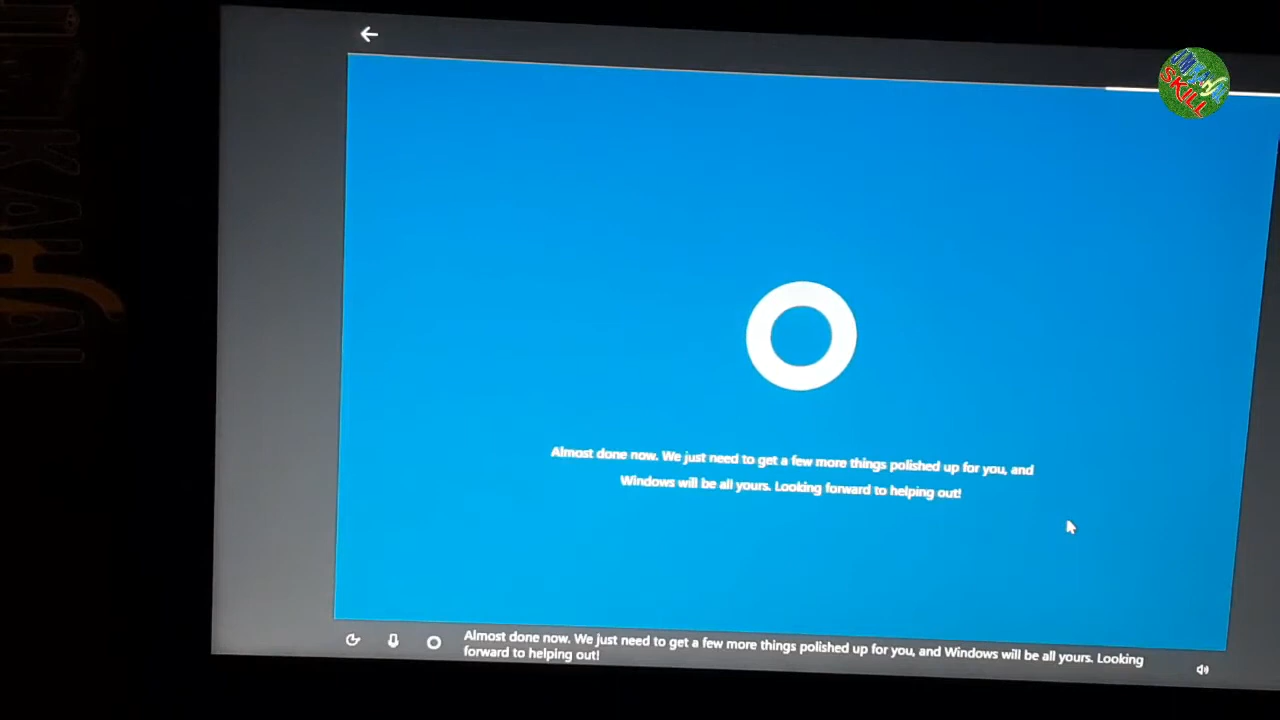 SKILL
Almost done now. We just need to get a few more things polished up for you, and
Windows will be all yours. Looking forward to helping out!
Almost done now. We just need to get a few more things polished up for you, and Windows will be all yours. Looking
forward to helping out!